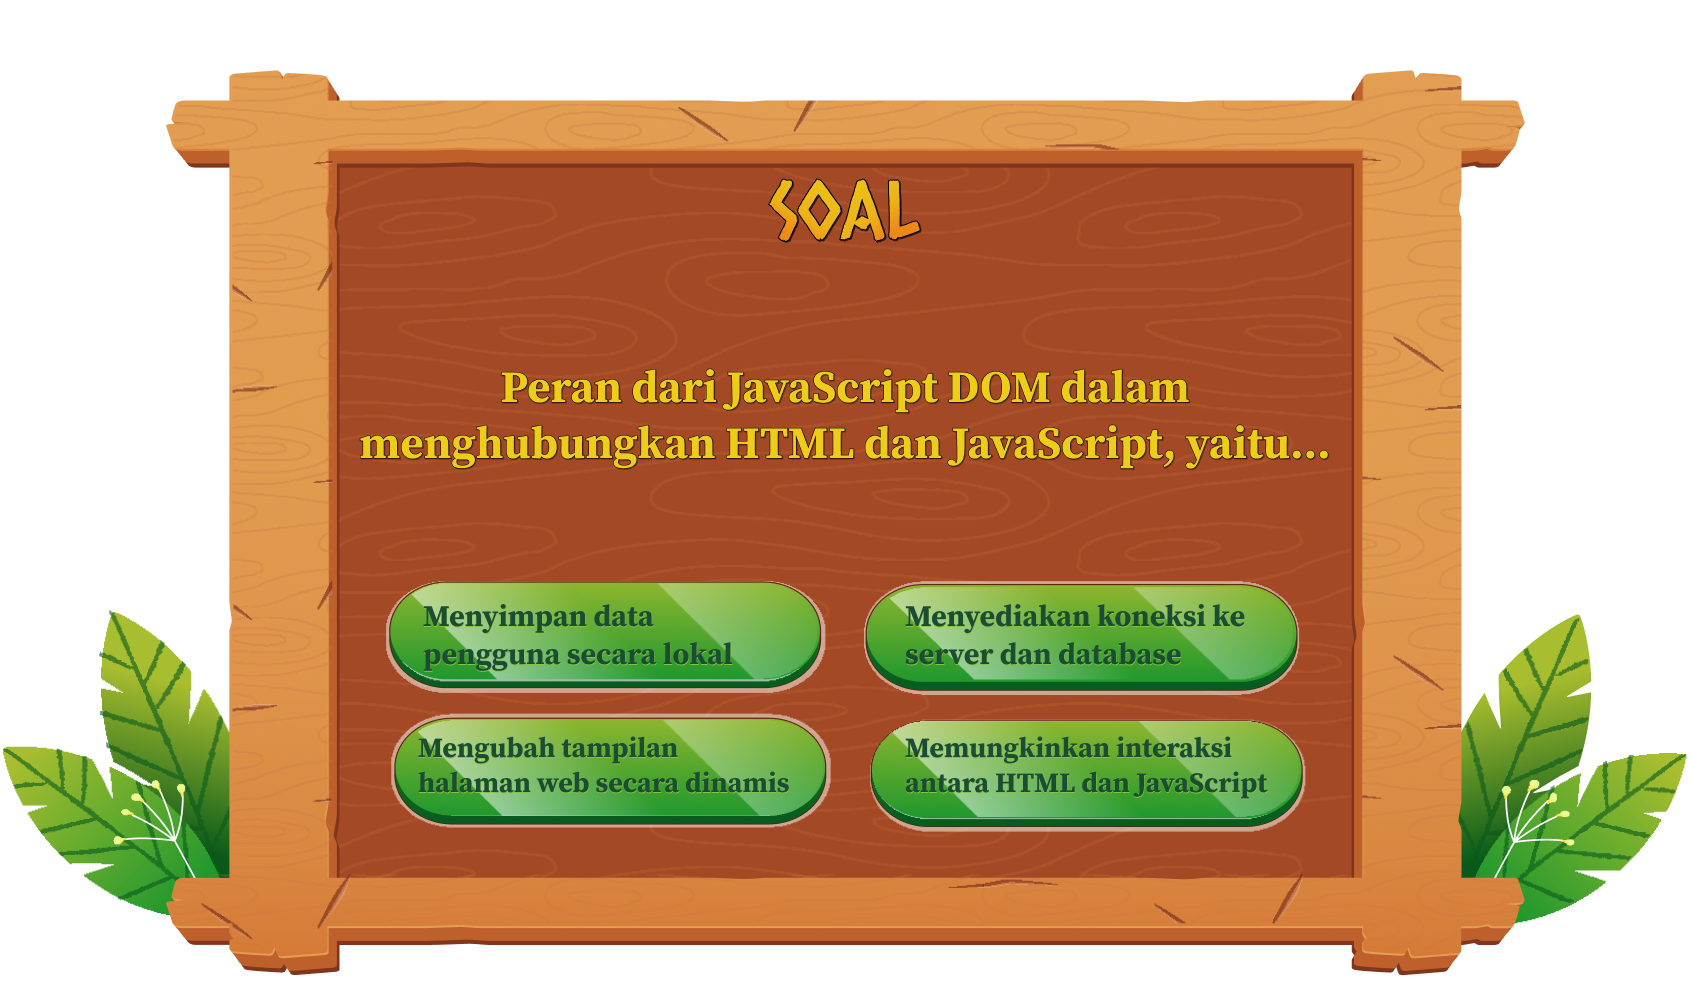 SOAL
Peran dari JavaScript DOM dalam
menghubungkan HTML dan JavaScript, yaitu...
Menyimpan data
pengguna secara lokal
Menyediakan koneksi ke
server dan database
Mengubah tampilan
halaman web secara dinamis
Memungkinkan interaksi
antara HTML dan JavaScript